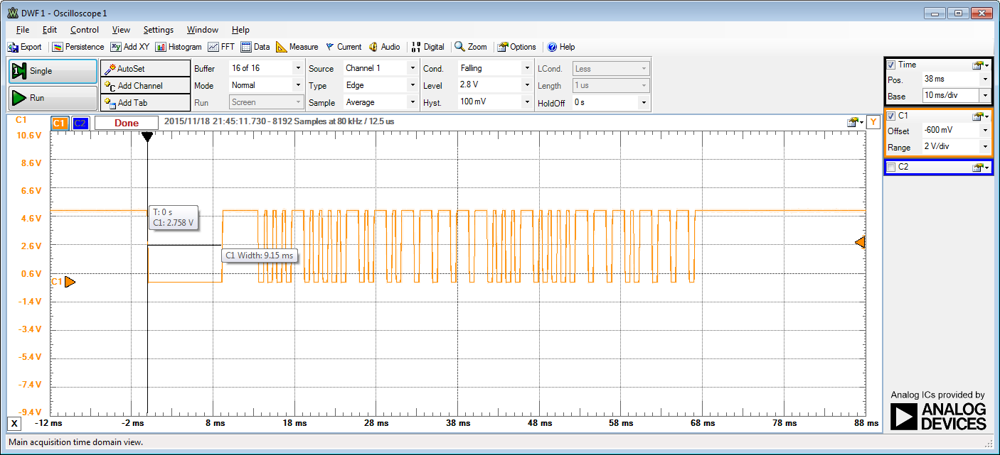 DWF1 - Oscilloscope1
File Edit Control View Settings Window Help
Export Persistence Add XY Histogram FFT Data Measure Current Audio Digital Zoom Options Help
Single AutoSet Buffer 16 of 16 Source Channel 1 Cond. Falling LCond. Less
Add Channel Mode Normal Type Edge Level 2.8 V Length 1 us
Run Add Tab Run Screen Sample Average Hyst. 100 mV HoldOff 0 s
Time
Pos. 38 ms
Base 10 ms/div
C1
Offset -600 mV
Range 2 V/div
C2
C1 C1 C2 Done 2015/11/18 21:45:11.730 - 8192 Samples at 80 kHz / 12.5 us Y
10.6 V
8.6 V
6.6 V
4.6 V
2.6 V
0.6 V
-1.4 V
-3.4 V
-5.4 V
-7.4 V
-9.4 V
T: 0 s
C1: 2.758 V
C1 Width: 9.15 ms
C1
X -12 ms -2 ms 8 ms 18 ms 28 ms 38 ms 48 ms 58 ms 68 ms 78 ms 88 ms
Analog ICs provided by
ANALOG
DEVICES
Main acquisition time domain view.